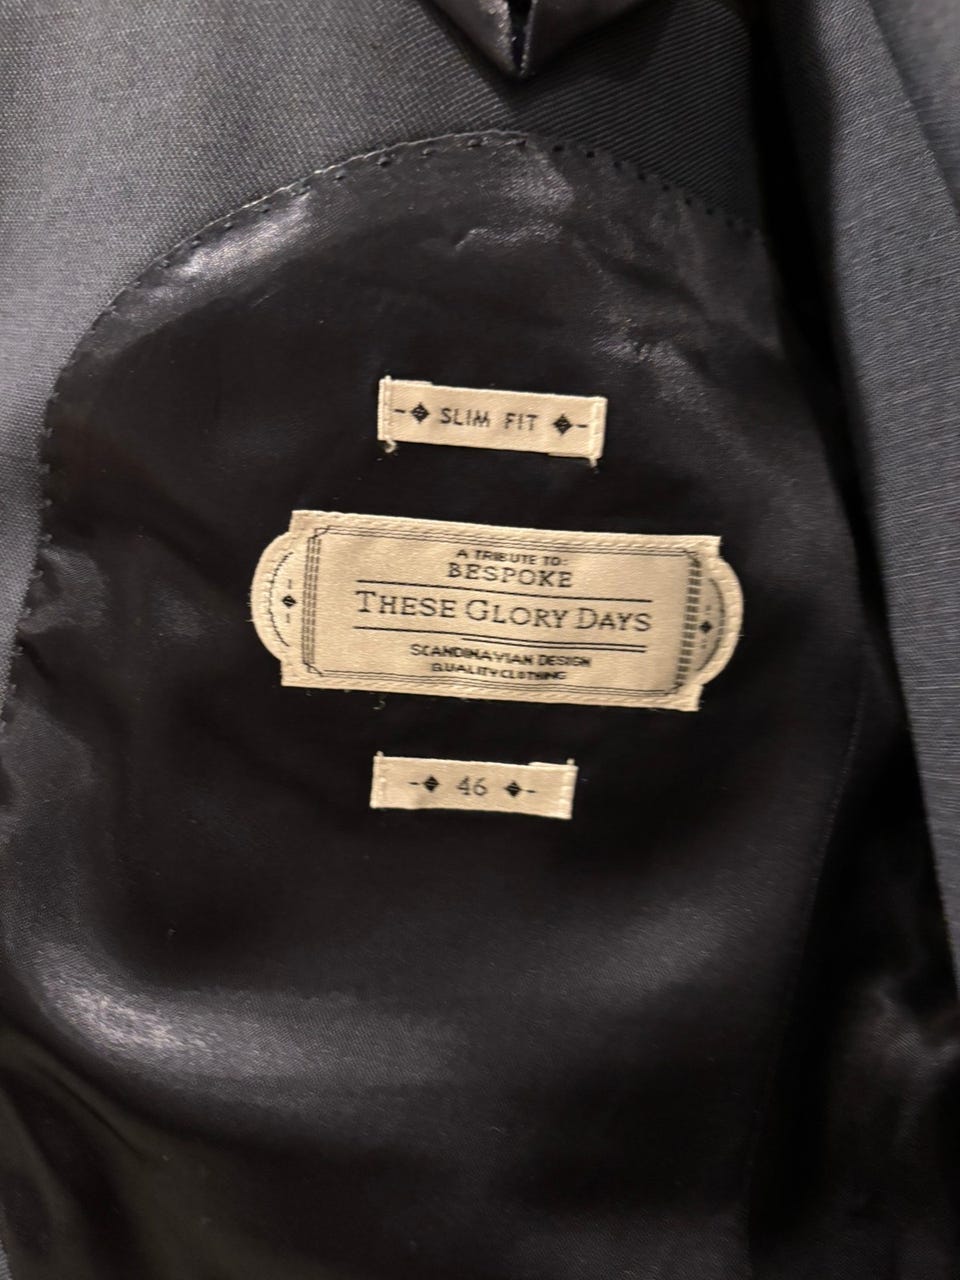 SLIM FIT
A TRIBUTE TO:
BESPOKE
THESE GLORY DAYS
SCANDINAVIAN DESIGN
QUALITY CLOTHING
46